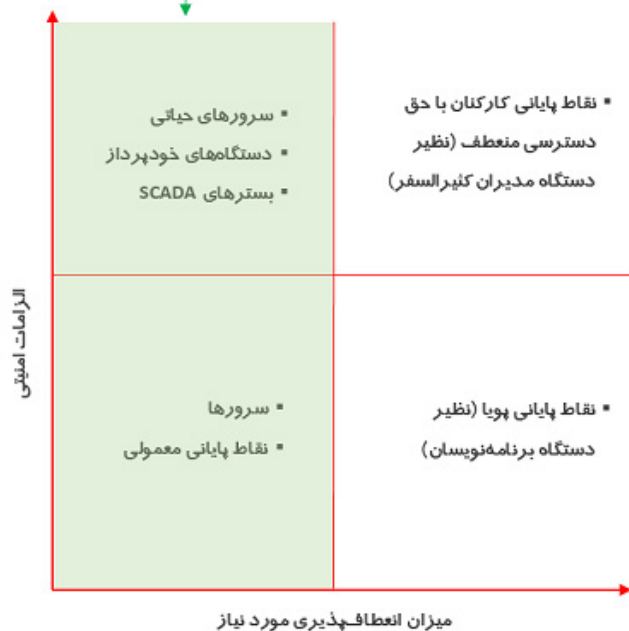 نقاط پایانی کارکنان با حق
دسترسی منعطف (نظیر
دستگاه مدیران کثیرالسفر)
سرورهای حیاتی
دستگاه‌های خودپرداز
بسترهای SCADA
الزامات امنیتی
نقاط پایانی پویا (نظیر
دستگاه برنامه‌نویسان)
سرورها
نقاط پایانی معمولی
میزان انعطاف‌پذیری مورد نیاز